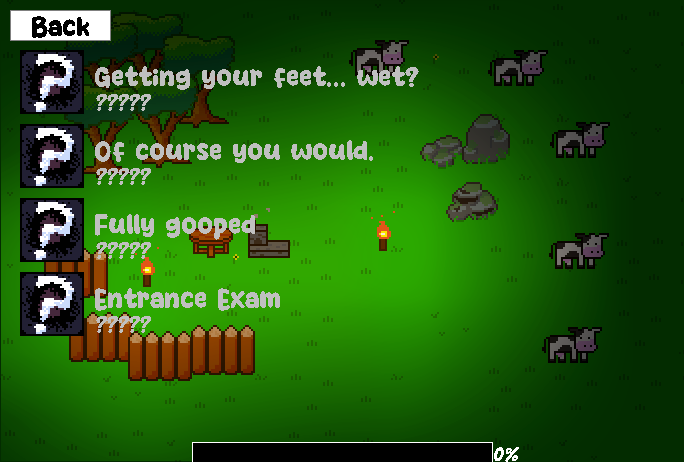 Back
Getting your feet... wet?
?????
Of course you would.
?????
Fully gooped
?????
Entrance Exam
?????
0%